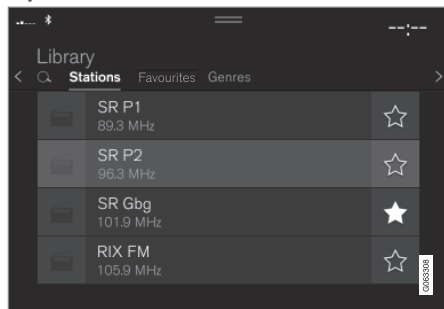 --:--
Library
Stations Favourites Genres
SR P1
89.3 MHz
SR P2
96.3 MHz
SR Gbg
101.9 MHz
RIX FM
105.9 MHz
G063308